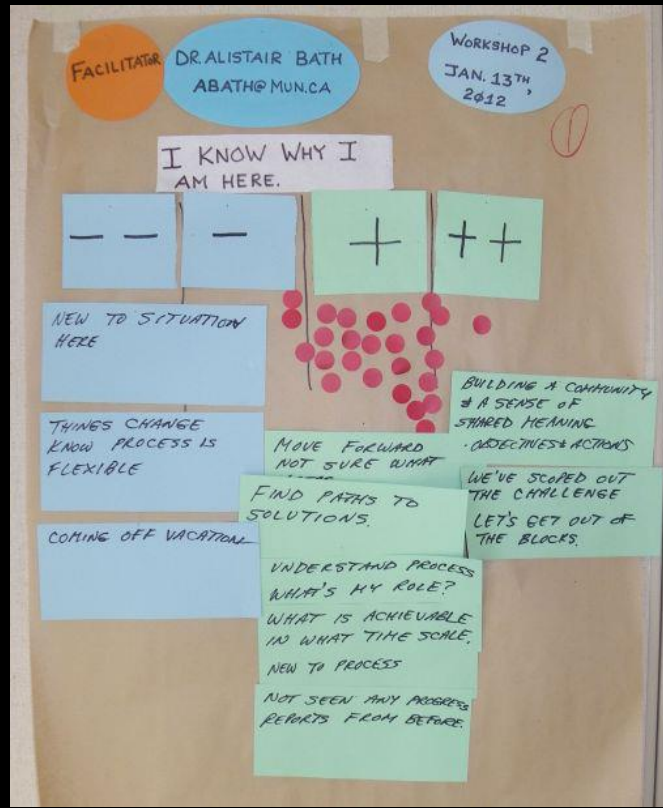 FACILITATOR
DR. ALISTAIR BATH
ABATH@MUN.CA
WORKSHOP 2
JAN. 13TH,
2012
1
I KNOW WHY I
AM HERE.
— —
—
+
++
NEW TO SITUATION
HERE
THINGS CHANGE
KNOW PROCESS IS
FLEXIBLE
COMING OFF VACATION
MOVE FORWARD
NOT SURE WHAT
FIND PATHS TO
SOLUTIONS.
UNDERSTAND PROCESS
WHAT'S MY ROLE?
WHAT IS ACHIEVABLE
IN WHAT TIME SCALE.
NEW TO PROCESS
NOT SEEN ANY PROGRESS
REPORTS FROM BEFORE.
BUILDING A COMMUNITY
& A SENSE OF
SHARED MEANING
· OBJECTIVES & ACTIONS
WE'VE SCOPED OUT
THE CHALLENGE
LET'S GET OUT OF
THE BLOCKS.